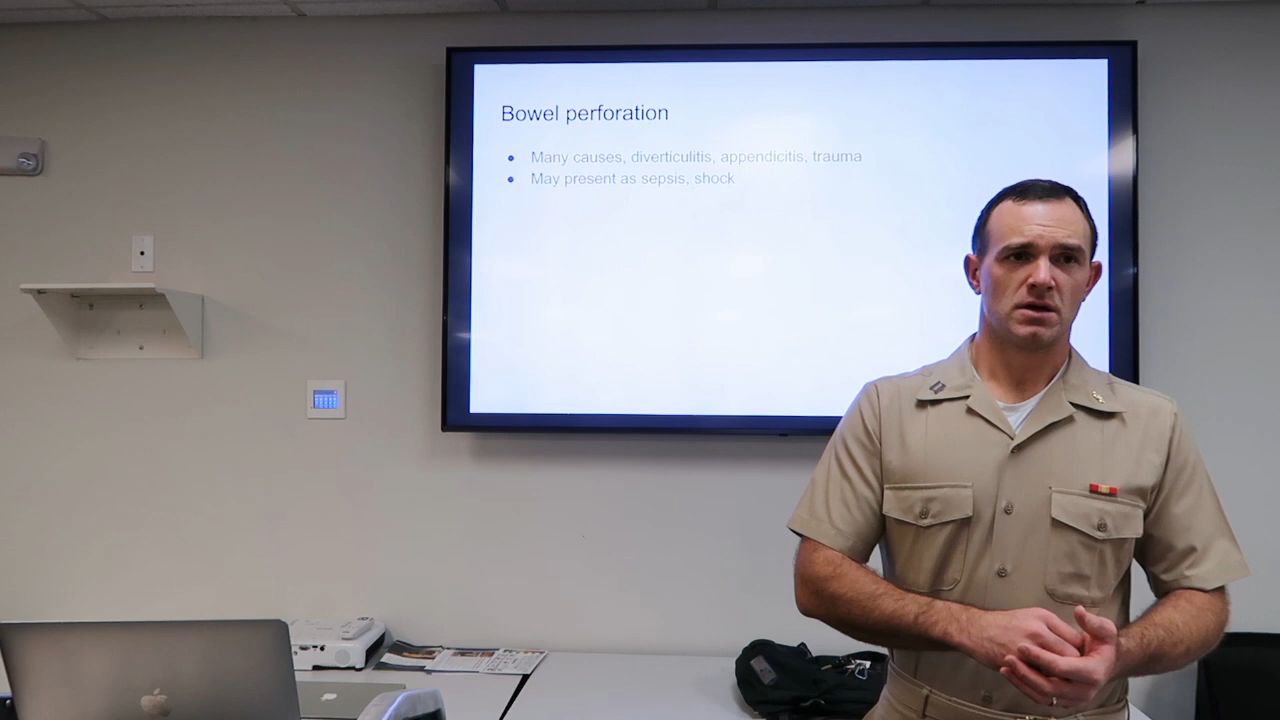 Bowel perforation
Many causes, diverticulitis, appendicitis, trauma
May present as sepsis, shock